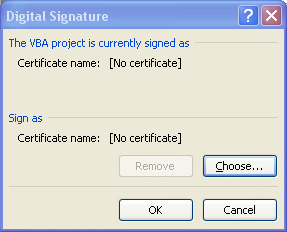 Digital Signature
The VBA project is currently signed as
Certificate name: [No certificate]
Sign as
Certificate name: [No certificate]
Remove Choose...
OK Cancel